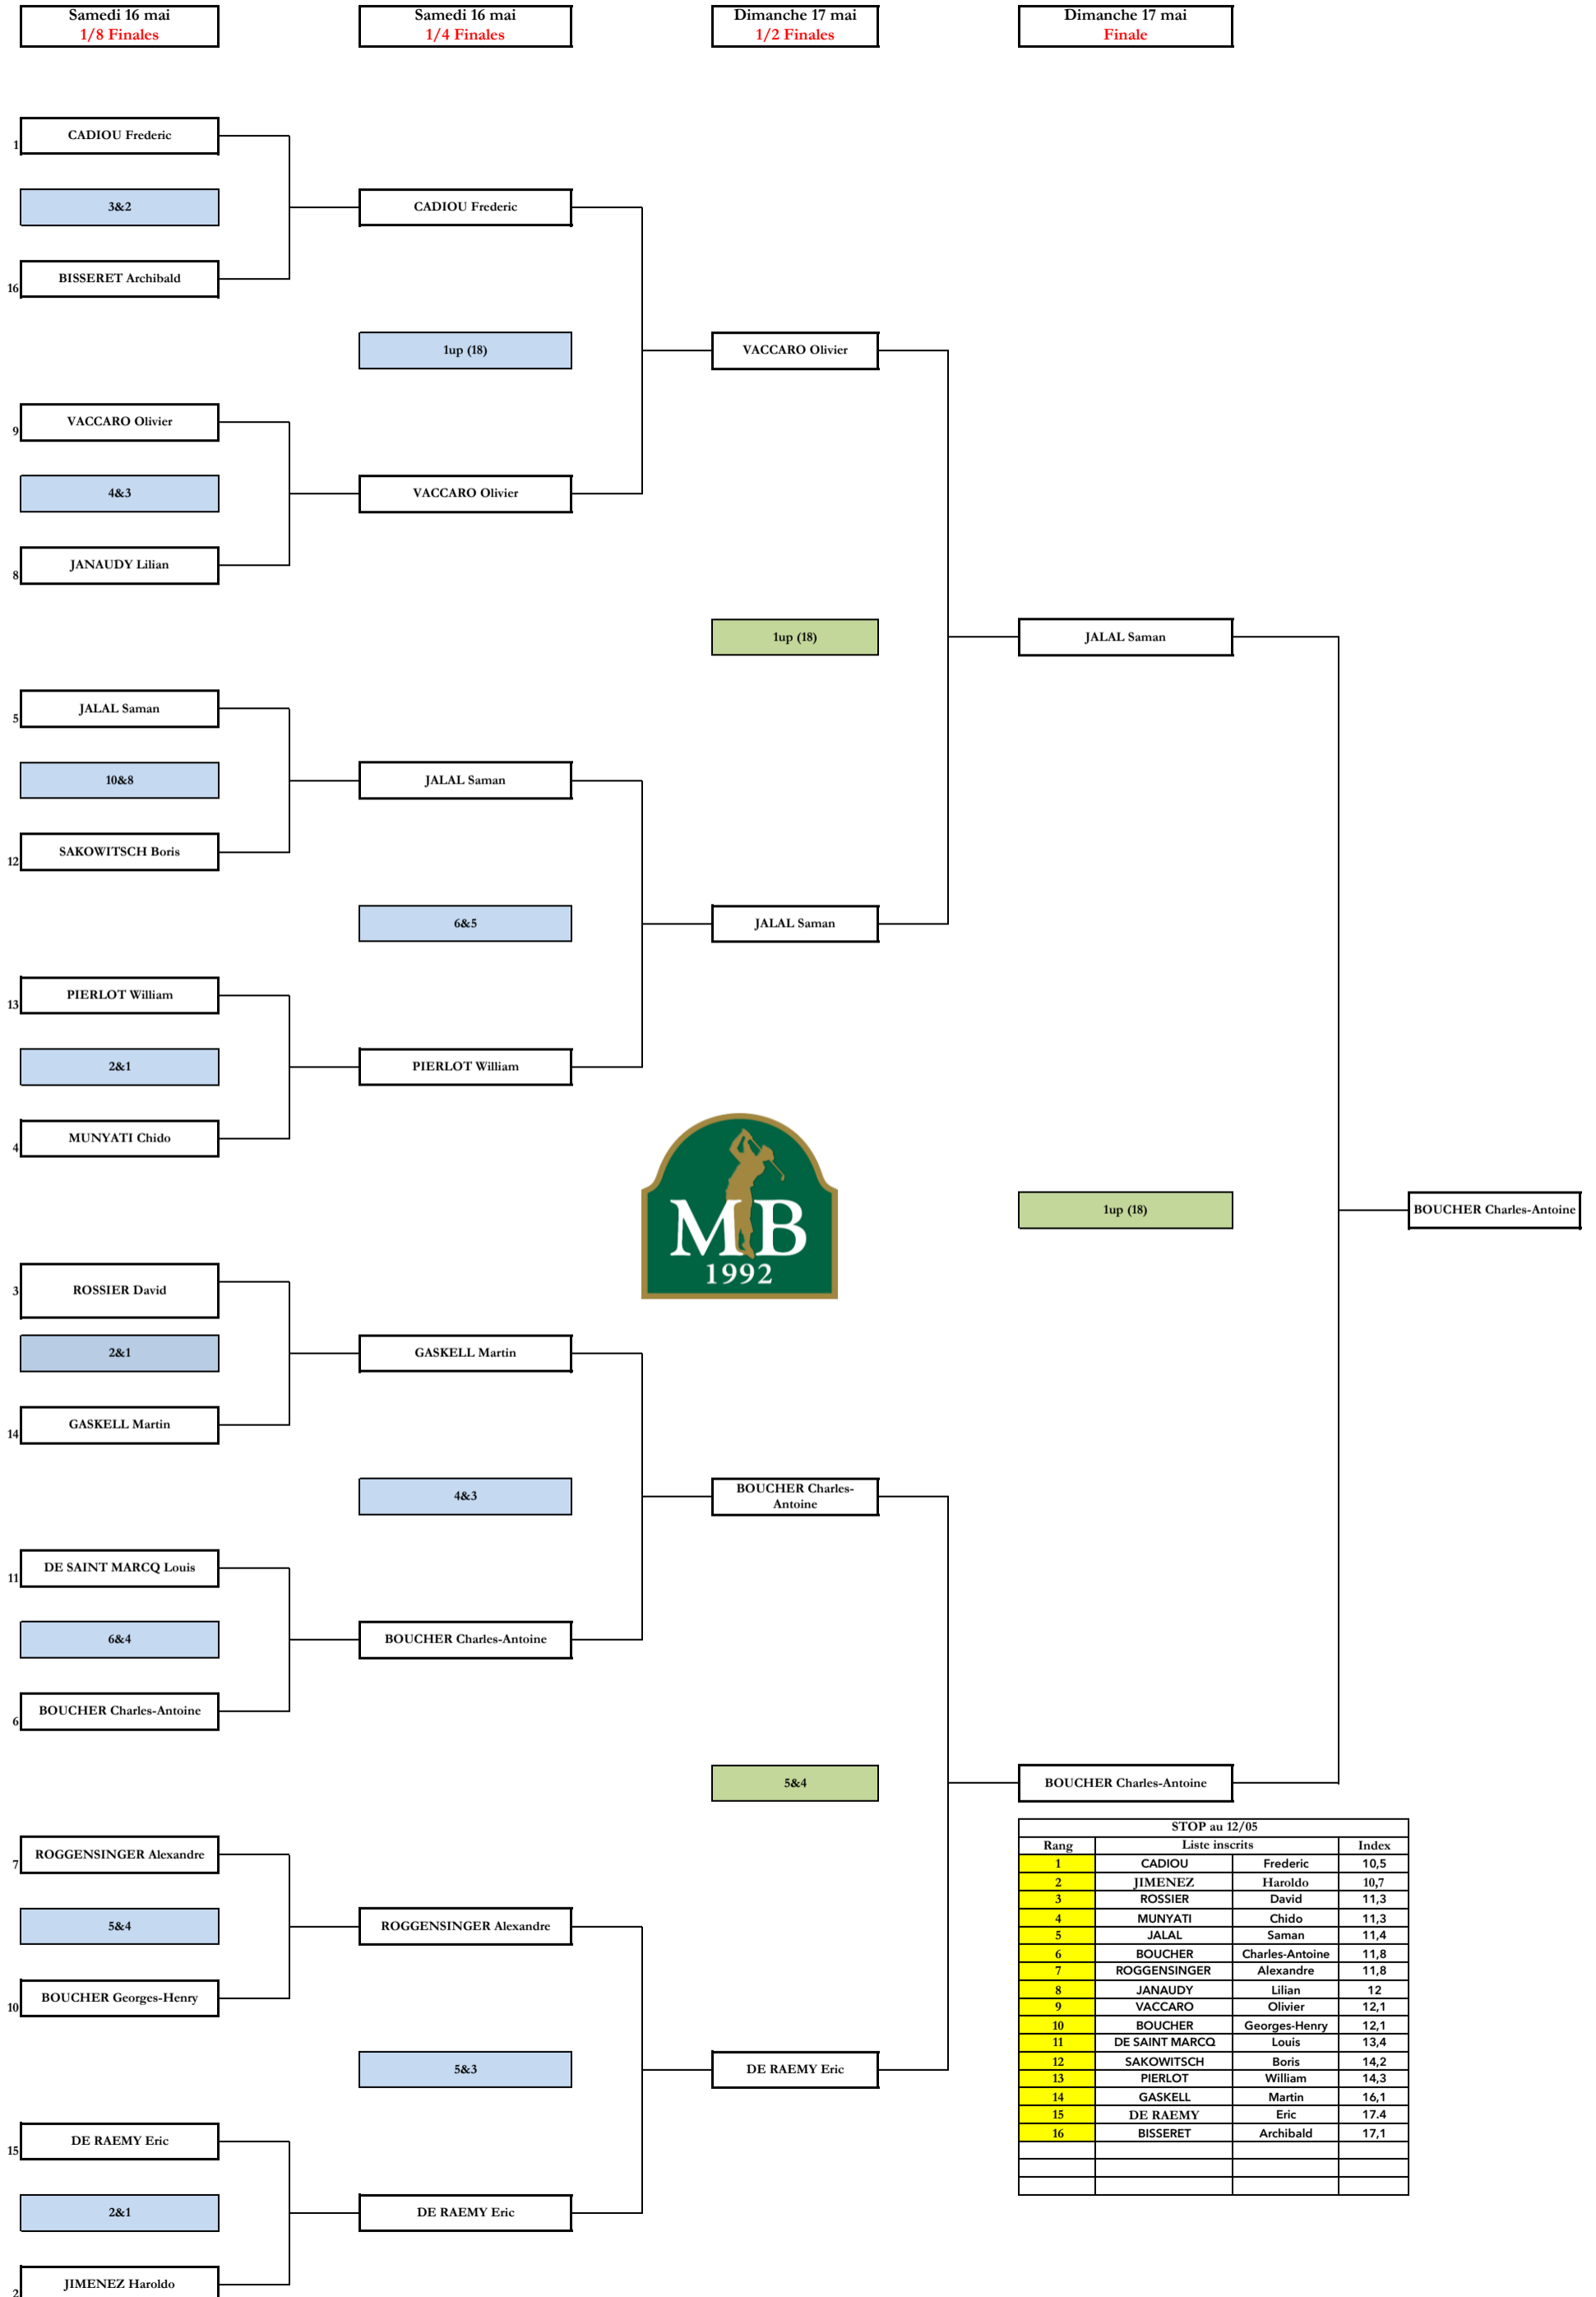 Samedi 16 mai
1/8 Finales
Samedi 16 mai
1/4 Finales
Dimanche 17 mai
1/2 Finales
Dimanche 17 mai
Finale
1 CADIOU Frederic
3&2
CADIOU Frederic
16 BISSERET Archibald
1up (18)
VACCARO Olivier
9 VACCARO Olivier
4&3
VACCARO Olivier
8 JANAUDY Lilian
1up (18)
JALAL Saman
5 JALAL Saman
10&8
JALAL Saman
12 SAKOWITSCH Boris
6&5
JALAL Saman
13 PIERLOT William
2&1
PIERLOT William
4 MUNYATI Chido
MB
1992
1up (18)
BOUCHER Charles-Antoine
3 ROSSIER David
2&1
GASKELL Martin
14 GASKELL Martin
4&3
BOUCHER Charles-
Antoine
11 DE SAINT MARCQ Louis
6&4
BOUCHER Charles-Antoine
6 BOUCHER Charles-Antoine
5&4
BOUCHER Charles-Antoine
7 ROGGENSINGER Alexandre
5&4
ROGGENSINGER Alexandre
10 BOUCHER Georges-Henry
5&3
DE RAEMY Eric
15 DE RAEMY Eric
2&1
DE RAEMY Eric
2 JIMENEZ Haroldo
STOP au 12/05
Rang Liste inscrits Index
1 CADIOU Frederic 10,5
2 JIMENEZ Haroldo 10,7
3 ROSSIER David 11,3
4 MUNYATI Chido 11,3
5 JALAL Saman 11,4
6 BOUCHER Charles-Antoine 11,8
7 ROGGENSINGER Alexandre 11,8
8 JANAUDY Lilian 12
9 VACCARO Olivier 12,1
10 BOUCHER Georges-Henry 12,1
11 DE SAINT MARCQ Louis 13,4
12 SAKOWITSCH Boris 14,2
13 PIERLOT William 14,3
14 GASKELL Martin 16,1
15 DE RAEMY Eric 17.4
16 BISSERET Archibald 17,1